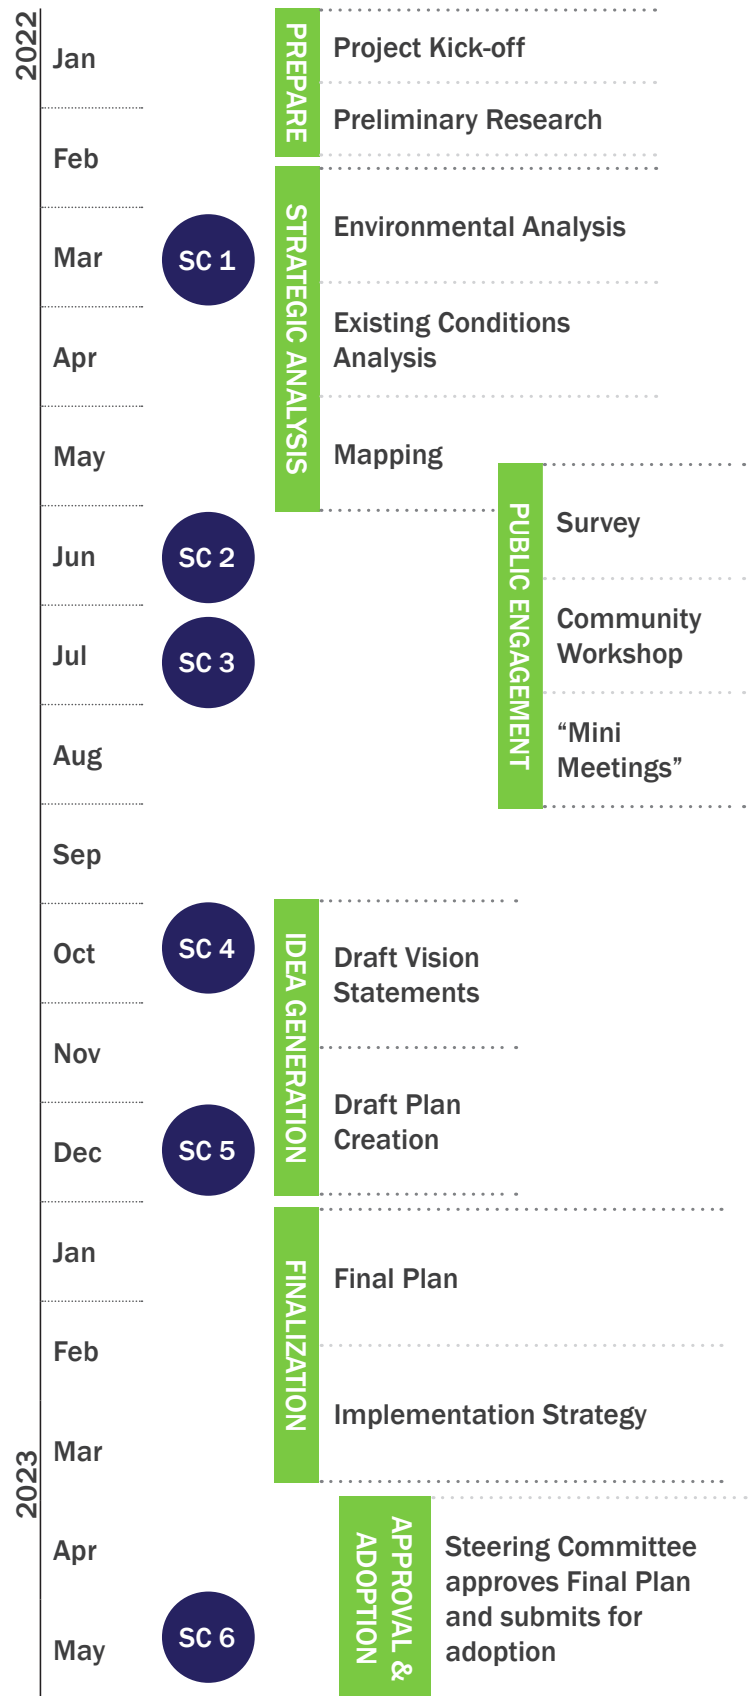 2022
Jan
Feb
Mar
Apr
May
Jun
Jul
Aug
Sep
Oct
Nov
Dec
Jan
Feb
Mar
2023
Apr
May
SC 1
SC 2
SC 3
SC 4
SC 5
SC 6
PREPARE
Project Kick-off
Preliminary Research
STRATEGIC ANALYSIS
Environmental Analysis
Existing Conditions
Analysis
Mapping
PUBLIC ENGAGEMENT
Survey
Community
Workshop
“Mini
Meetings”
IDEA GENERATION
Draft Vision
Statements
Draft Plan
Creation
FINALIZATION
Final Plan
Implementation Strategy
APPROVAL &
ADOPTION
Steering Committee
approves Final Plan
and submits for
adoption